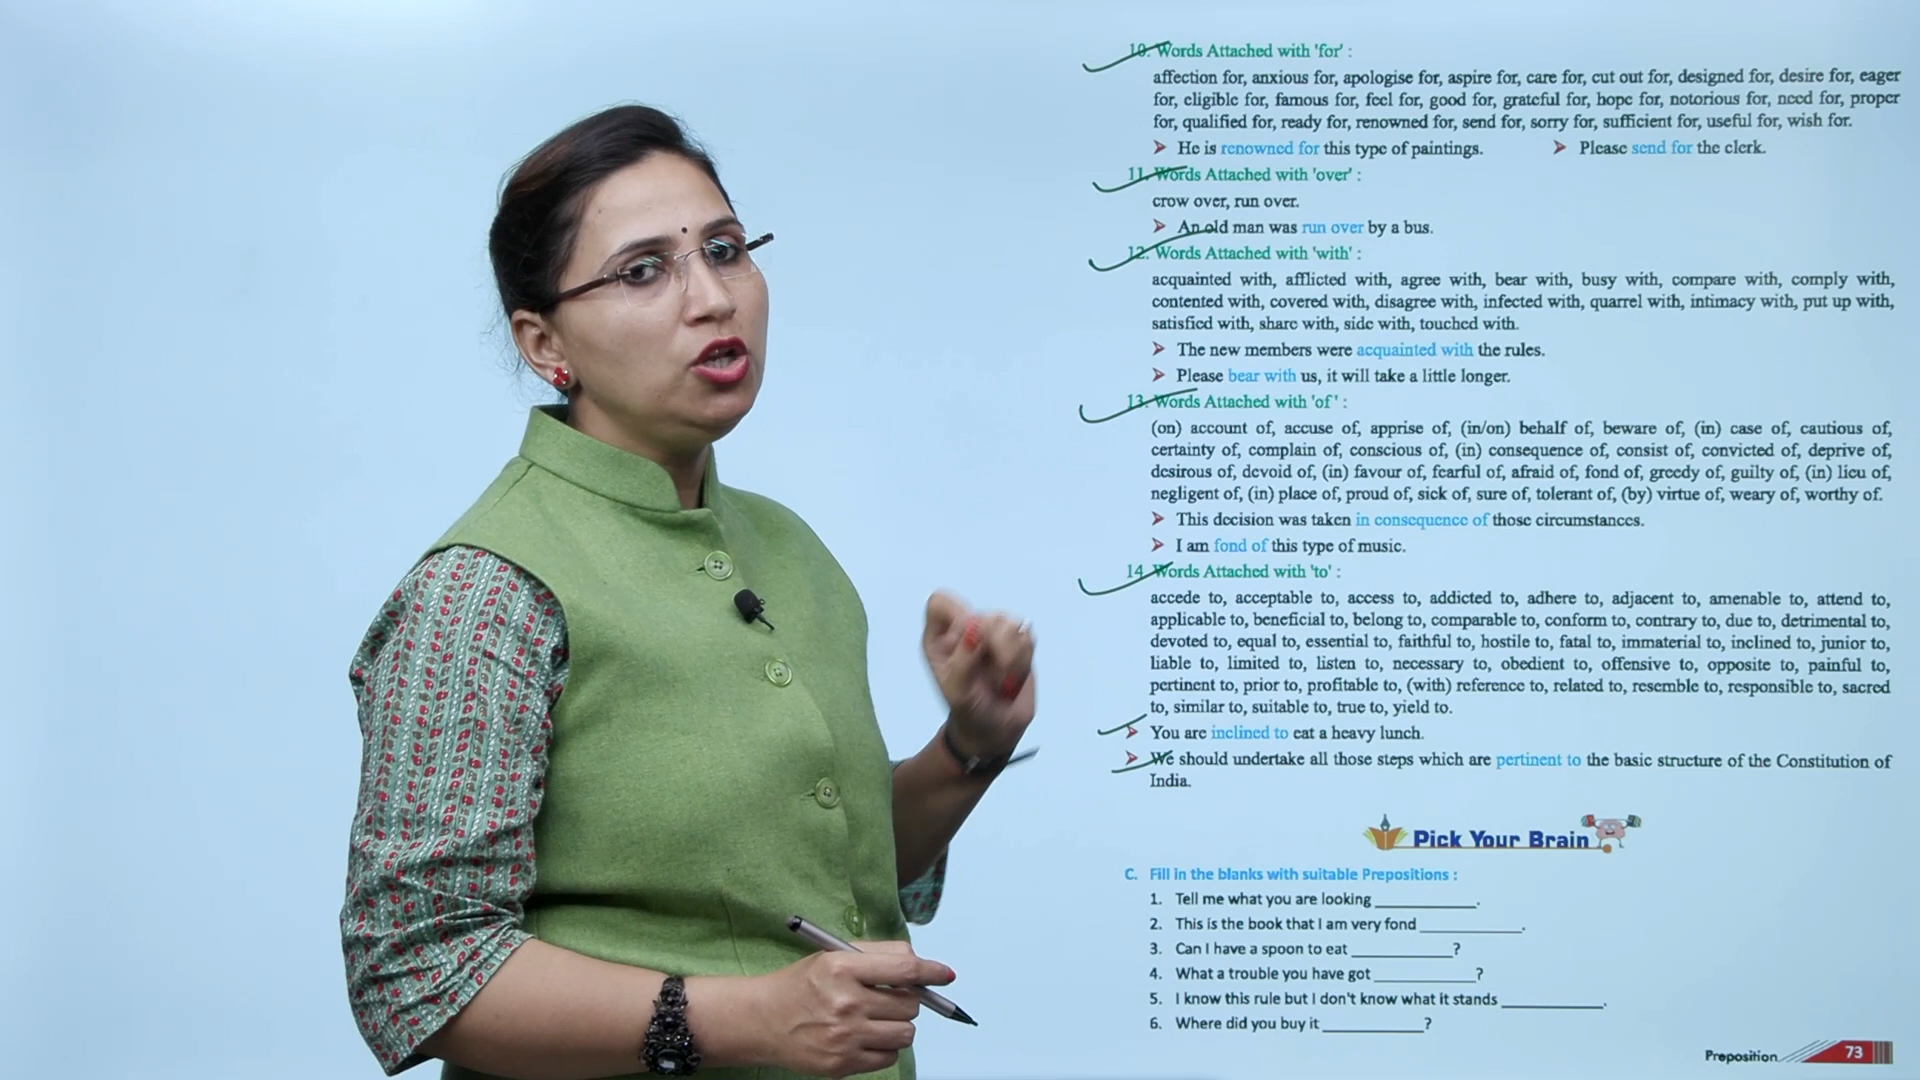 10. Words Attached with 'for' :
affection for, anxious for, apologise for, aspire for, care for, cut out for, designed for, desire for, eager
for, eligible for, famous for, feel for, good for, grateful for, hope for, notorious for, need for, proper
for, qualified for, ready for, renowned for, send for, sorry for, sufficient for, useful for, wish for.
➢ He is renowned for this type of paintings. ➢ Please send for the clerk.
11. Words Attached with 'over' :
crow over, run over.
➢ An old man was run over by a bus.
12. Words Attached with 'with' :
acquainted with, afflicted with, agree with, bear with, busy with, compare with, comply with,
contented with, covered with, disagree with, infected with, quarrel with, intimacy with, put up with,
satisfied with, share with, side with, touched with.
➢ The new members were acquainted with the rules.
➢ Please bear with us, it will take a little longer.
13. Words Attached with 'of' :
(on) account of, accuse of, apprise of, (in/on) behalf of, beware of, (in) case of, cautious of,
certainty of, complain of, conscious of, (in) consequence of, consist of, convicted of, deprive of,
desirous of, devoid of, (in) favour of, fearful of, afraid of, fond of, greedy of, guilty of, (in) lieu of,
negligent of, (in) place of, proud of, sick of, sure of, tolerant of, (by) virtue of, weary of, worthy of.
➢ This decision was taken in consequence of those circumstances.
➢ I am fond of this type of music.
14. Words Attached with 'to' :
accede to, acceptable to, access to, addicted to, adhere to, adjacent to, amenable to, attend to,
applicable to, beneficial to, belong to, comparable to, conform to, contrary to, due to, detrimental to,
devoted to, equal to, essential to, faithful to, hostile to, fatal to, immaterial to, inclined to, junior to,
liable to, limited to, listen to, necessary to, obedient to, offensive to, opposite to, painful to,
pertinent to, prior to, profitable to, (with) reference to, related to, resemble to, responsible to, sacred
to, similar to, suitable to, true to, yield to.
➢ You are inclined to eat a heavy lunch.
➢ We should undertake all those steps which are pertinent to the basic structure of the Constitution of
India.
Pick Your Brain
C. Fill in the blanks with suitable Prepositions :
1. Tell me what you are looking __________.
2. This is the book that I am very fond __________.
3. Can I have a spoon to eat __________?
4. What a trouble you have got __________?
5. I know this rule but I don't know what it stands __________.
6. Where did you buy it __________?
Preposition 73